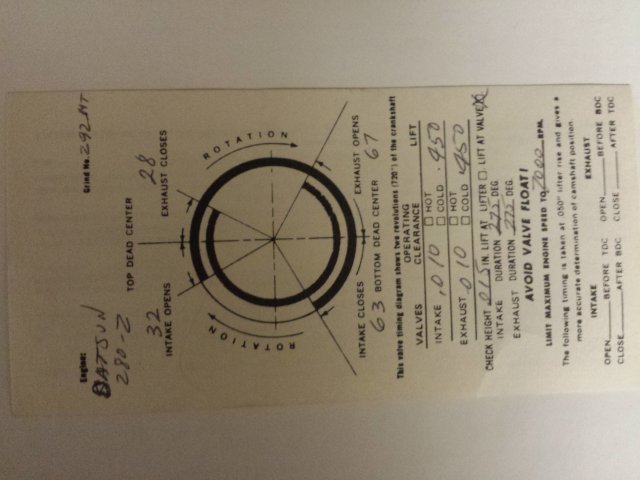 Engine: DATSUN Grind No. 292 MT
280-Z
TOP DEAD CENTER
32 28
INTAKE OPENS EXHAUST CLOSES
ROTATION
ROTATION
INTAKE CLOSES EXHAUST OPENS
63 BOTTOM DEAD CENTER 67
This valve timing diagram shows two revolutions (720°) of the crankshaft
VALVES OPERATING CLEARANCE LIFT
INTAKE .010 HOT COLD .450
EXHAUST .010 HOT COLD .450
CHECK HEIGHT .015 IN. LIFT AT LIFTER LIFT AT VALVE
INTAKE DURATION 275 DEG
EXHAUST DURATION 275 DEG
AVOID VALVE FLOAT!
LIMIT MAXIMUM ENGINE SPEED TO 7000 RPM.
The following timing is taken at .050" lifter rise and gives a
more accurate determination of camshaft position.
INTAKE EXHAUST
OPEN BEFORE TDC OPEN BEFORE BDC
CLOSE AFTER BDC CLOSE AFTER TDC